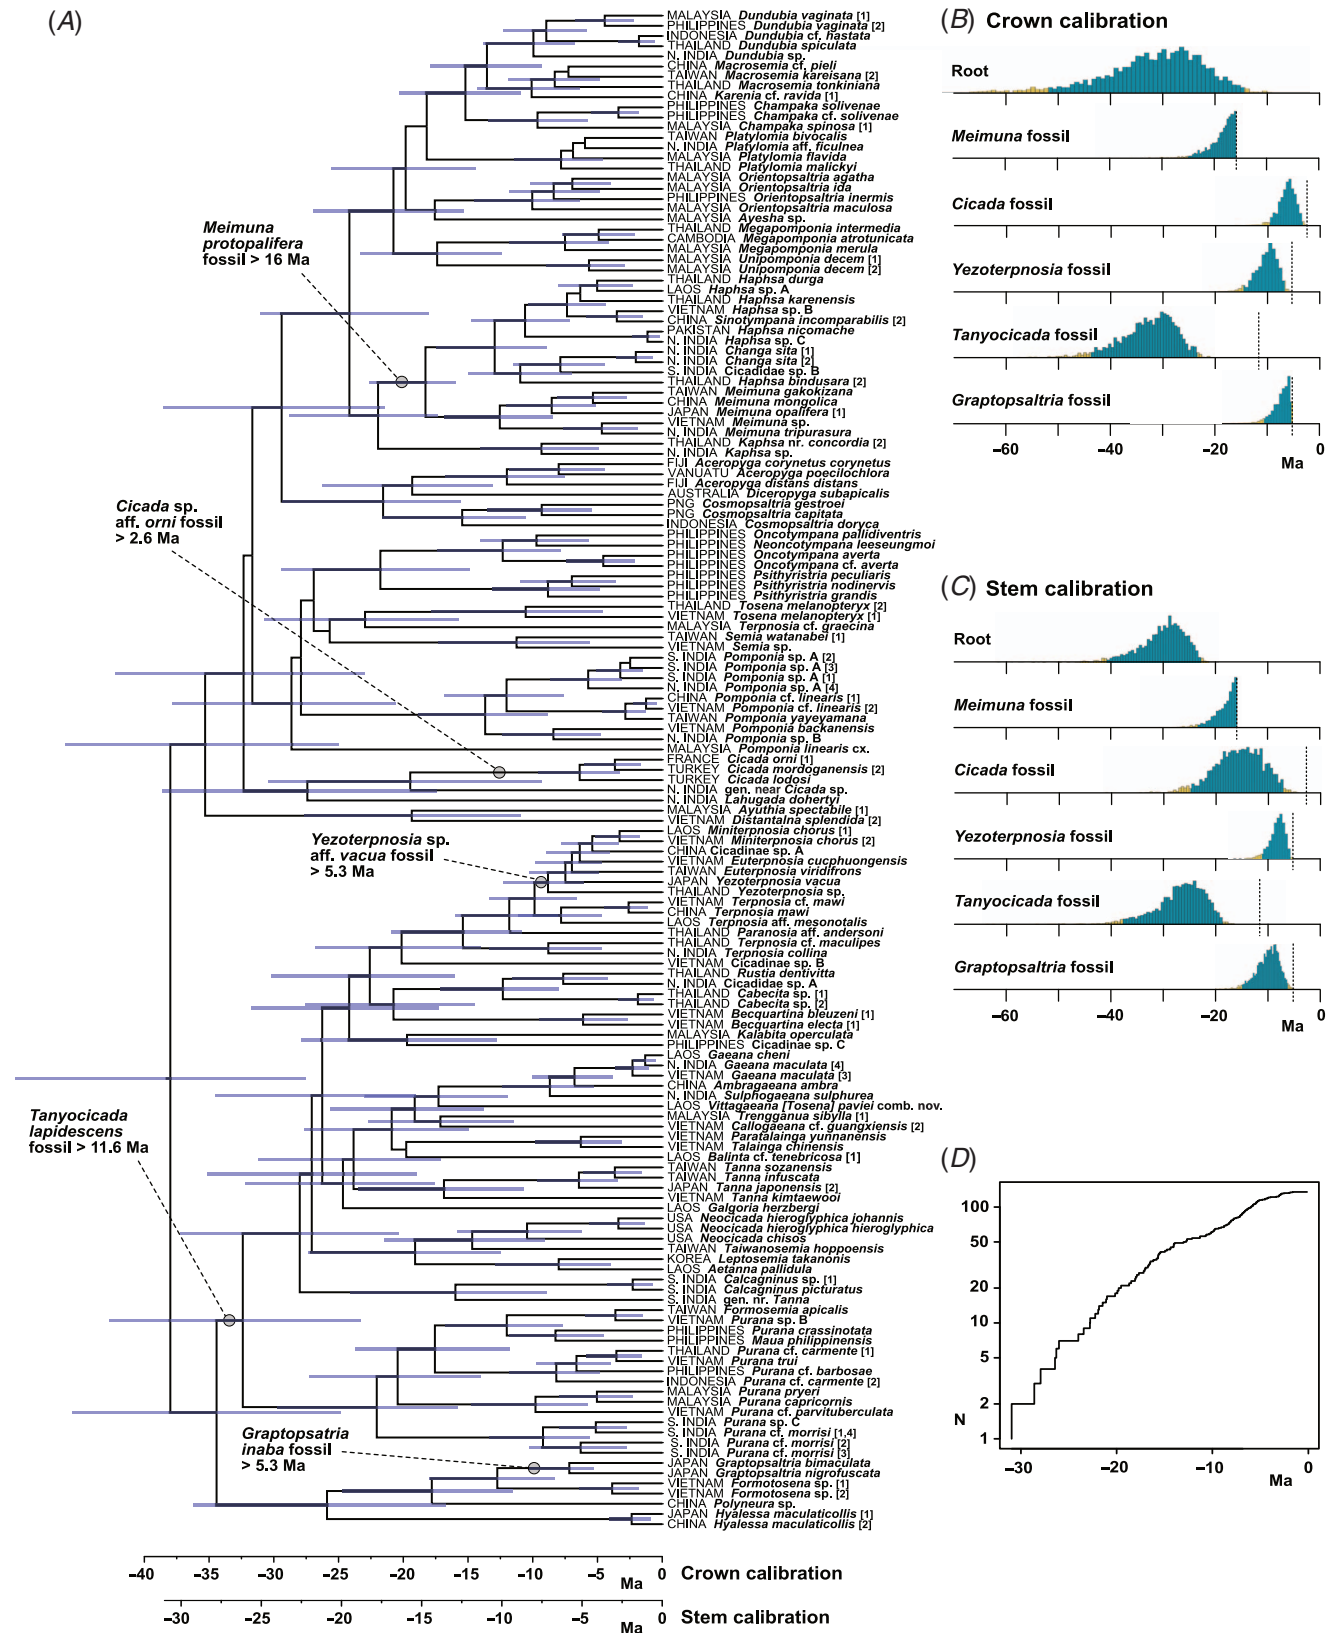 (A)
MALAYSIA Dundubia vaginata [1]
PHILIPPINES Dundubia vaginata [2]
INDONESIA Dundubia cf. hastata
THAILAND Dundubia spiculata
N. INDIA Dundubia sp.
CHINA Macrosemia cf. pieli
TAIWAN Macrosemia kareisana [2]
THAILAND Macrosemia tonkiniana
CHINA Karenia cf. ravida [1]
PHILIPPINES Champaka solivenae
PHILIPPINES Champaka cf. solivenae
MALAYSIA Champaka spinosa [1]
TAIWAN Platylomia bivocalis
N. INDIA Platylomia aff. ficulnea
MALAYSIA Platylomia flavida
THAILAND Platylomia malickyi
MALAYSIA Orientopsaltria agatha
MALAYSIA Orientopsaltria ida
PHILIPPINES Orientopsaltria inermis
MALAYSIA Orientopsaltria maculosa
MALAYSIA Ayesha sp.
THAILAND Megapomponia intermedia
CAMBODIA Megapomponia atrotunicata
MALAYSIA Megapomponia merula
MALAYSIA Unipomponia decem [1]
MALAYSIA Unipomponia decem [2]
THAILAND Haphsa durga
LAOS Haphsa sp. A
THAILAND Haphsa karenensis
VIETNAM Haphsa sp. B
CHINA Sinotympana incomparabilis [2]
PAKISTAN Haphsa nicomache
N. INDIA Haphsa sp. C
N. INDIA Changa sita [1]
N. INDIA Changa sita [2]
S. INDIA Cicadidae sp. B
THAILAND Haphsa bindusara [2]
TAIWAN Meimuna gakokizana
CHINA Meimuna mongolica
JAPAN Meimuna opalifera [1]
VIETNAM Meimuna sp.
N. INDIA Meimuna tripurasura
THAILAND Kaphsa nr. concordia [2]
N. INDIA Kaphsa sp.
FIJI Aceropyga corynetus corynetus
VANUATU Aceropyga poecilochlora
FIJI Aceropyga distans distans
AUSTRALIA Diceropyga subapicalis
PNG Cosmopsaltria gestroei
PNG Cosmopsaltria capitata
INDONESIA Cosmopsaltria doryca
PHILIPPINES Oncotympana pallidiventris
PHILIPPINES Neoncotympana leeseungmoi
PHILIPPINES Oncotympana averta
PHILIPPINES Oncotympana cf. averta
PHILIPPINES Psithyristria peculiaris
PHILIPPINES Psithyristria nodinervis
PHILIPPINES Psithyristria grandis
THAILAND Tosena melanopteryx [2]
VIETNAM Tosena melanopteryx [1]
MALAYSIA Terpnosia cf. graecina
TAIWAN Semia watanabei [1]
VIETNAM Semia sp.
S. INDIA Pomponia sp. A [2]
S. INDIA Pomponia sp. A [3]
S. INDIA Pomponia sp. A [1]
N. INDIA Pomponia sp. A [4]
CHINA Pomponia cf. linearis [1]
VIETNAM Pomponia cf. linearis [2]
TAIWAN Pomponia yayeyamana
VIETNAM Pomponia backanensis
N. INDIA Pomponia sp. B
MALAYSIA Pomponia linearis cx.
FRANCE Cicada orni [1]
TURKEY Cicada mordoganensis [2]
TURKEY Cicada lodosi
N. INDIA gen. near Cicada sp.
N. INDIA Lahugada dohertyi
MALAYSIA Ayuthia spectabile [1]
VIETNAM Distantalna splendida [2]
LAOS Miniterpnosia chorus [1]
VIETNAM Miniterpnosia chorus [2]
CHINA Cicadinae sp. A
VIETNAM Euterpnosia cucphuongensis
TAIWAN Euterpnosia viridifrons
JAPAN Yezoterpnosia vacua
THAILAND Yezoterpnosia sp.
VIETNAM Terpnosia cf. mawi
CHINA Terpnosia mawi
LAOS Terpnosia aff. mesonotalis
THAILAND Paranosia aff. andersoni
THAILAND Terpnosia cf. maculipes
N. INDIA Terpnosia collina
VIETNAM Cicadinae sp. B
THAILAND Rustia dentivitta
N. INDIA Cicadidae sp. A
THAILAND Cabecita sp. [1]
THAILAND Cabecita sp. [2]
VIETNAM Becquartina bleuzeni [1]
VIETNAM Becquartina electa [1]
MALAYSIA Kalabita operculata
PHILIPPINES Cicadinae sp. C
LAOS Gaeana cheni
N. INDIA Gaeana maculata [4]
VIETNAM Gaeana maculata [3]
CHINA Ambragaeana ambra
N. INDIA Sulphogaeana sulphurea
LAOS Vittagaeana [Tosena] paviei comb. nov.
MALAYSIA Trengganua sibylla [1]
VIETNAM Callogaeana cf. guangxiensis [2]
VIETNAM Paratalainga yunnanensis
VIETNAM Talainga chinensis
LAOS Balinta cf. tenebricosa [1]
TAIWAN Tanna sozanensis
TAIWAN Tanna infuscata
JAPAN Tanna japonensis [2]
VIETNAM Tanna kimtaewooi
LAOS Galgoria herzbergi
USA Neocicada hieroglyphica johannis
USA Neocicada hieroglyphica hieroglyphica
USA Neocicada chisos
TAIWAN Taiwanosemia hoppoensis
KOREA Leptosemia takanonis
LAOS Aetanna pallidula
S. INDIA Calcagninus sp. [1]
S. INDIA Calcagninus picturatus
S. INDIA gen. nr. Tanna
TAIWAN Formosemia apicalis
VIETNAM Purana sp. B
PHILIPPINES Purana crassinotata
PHILIPPINES Maua philippinensis
THAILAND Purana cf. carmente [1]
VIETNAM Purana trui
PHILIPPINES Purana cf. barbosae
INDONESIA Purana cf. carmente [2]
MALAYSIA Purana pryeri
MALAYSIA Purana capricornis
VIETNAM Purana cf. parvituberculata
S. INDIA Purana sp. C
S. INDIA Purana cf. morrisi [1,4]
S. INDIA Purana cf. morrisi [2]
S. INDIA Purana cf. morrisi [3]
JAPAN Graptopsaltria bimaculata
JAPAN Graptopsaltria nigrofuscata
VIETNAM Formotosena sp. [1]
VIETNAM Formotosena sp. [2]
CHINA Polyneura sp.
JAPAN Hyalessa maculaticollis [1]
CHINA Hyalessa maculaticollis [2]
Meimuna
protopalifera
fossil > 16 Ma
Cicada sp.
aff. orni fossil
> 2.6 Ma
Yezoterpnosia sp.
aff. vacua fossil
> 5.3 Ma
Tanyocicada
lapidescens
fossil > 11.6 Ma
Graptopsatria
inaba fossil
> 5.3 Ma
−40 −35 −30 −25 −20 −15 −10 −5 Ma 0 Crown calibration
−30 −25 −20 −15 −10 −5 Ma 0 Stem calibration
(B) Crown calibration
Root
Meimuna fossil
Cicada fossil
Yezoterpnosia fossil
Tanyocicada fossil
Graptopsaltria fossil
−60 −40 −20 Ma 0
(C) Stem calibration
Root
Meimuna fossil
Cicada fossil
Yezoterpnosia fossil
Tanyocicada fossil
Graptopsaltria fossil
−60 −40 −20 Ma 0
(D)
100
50
20
10
5
2
N
1
−30 −20 −10 Ma 0